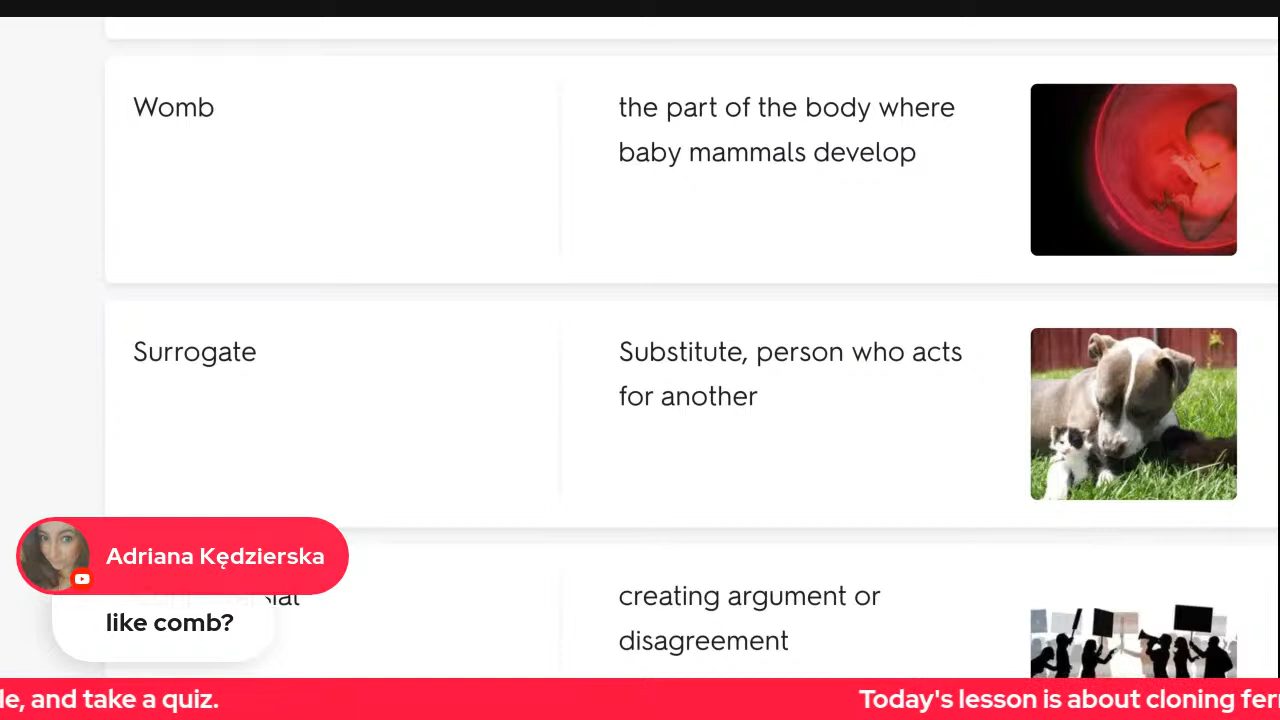 Womb
the part of the body where
baby mammals develop
Surrogate
Substitute, person who acts
for another
Adriana Kędzierska
like comb?
creating argument or
disagreement
le, and take a quiz.
Today's lesson is about cloning fer